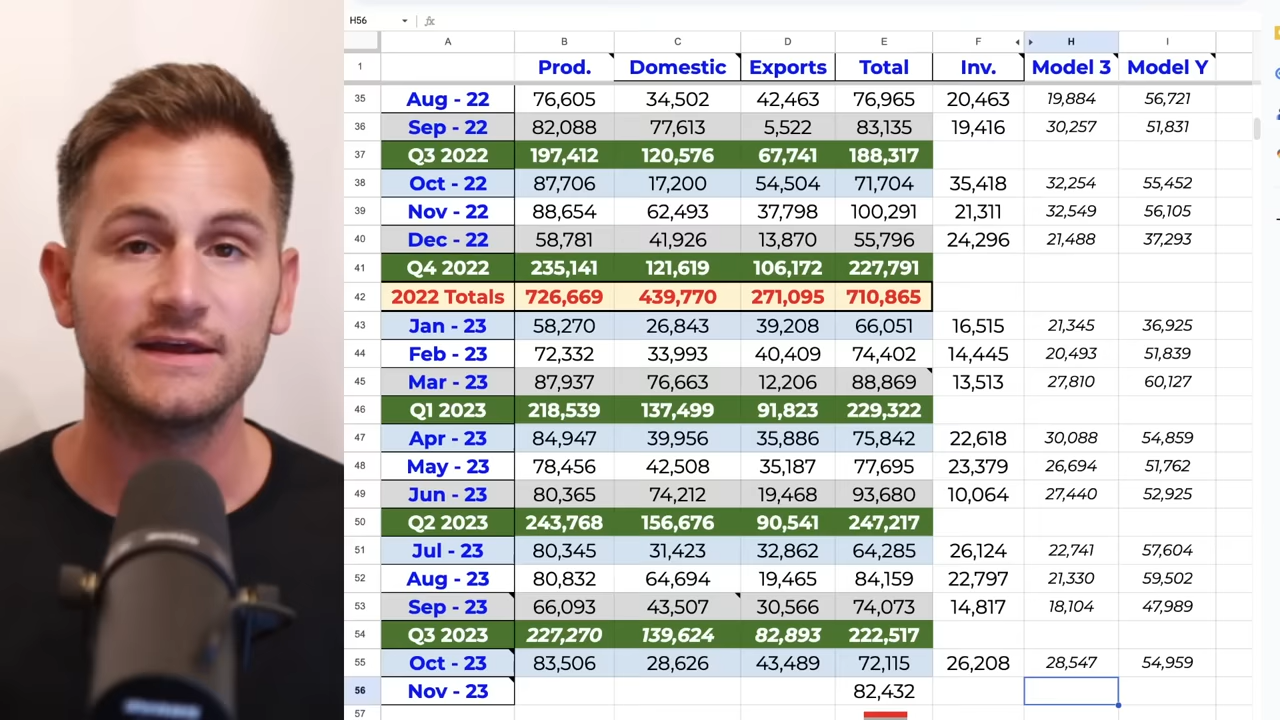 H56 fx
A B C D E F H I
1 Prod. Domestic Exports Total Inv. Model 3 Model Y
35 Aug - 22 76,605 34,502 42,463 76,965 20,463 19,884 56,721
36 Sep - 22 82,088 77,613 5,522 83,135 19,416 30,257 51,831
37 Q3 2022 197,412 120,576 67,741 188,317
38 Oct - 22 87,706 17,200 54,504 71,704 35,418 32,254 55,452
39 Nov - 22 88,654 62,493 37,798 100,291 21,311 32,549 56,105
40 Dec - 22 58,781 41,926 13,870 55,796 24,296 21,488 37,293
41 Q4 2022 235,141 121,619 106,172 227,791
42 2022 Totals 726,669 439,770 271,095 710,865
43 Jan - 23 58,270 26,843 39,208 66,051 16,515 21,345 36,925
44 Feb - 23 72,332 33,993 40,409 74,402 14,445 20,493 51,839
45 Mar - 23 87,937 76,663 12,206 88,869 13,513 27,810 60,127
46 Q1 2023 218,539 137,499 91,823 229,322
47 Apr - 23 84,947 39,956 35,886 75,842 22,618 30,088 54,859
48 May - 23 78,456 42,508 35,187 77,695 23,379 26,694 51,762
49 Jun - 23 80,365 74,212 19,468 93,680 10,064 27,440 52,925
50 Q2 2023 243,768 156,676 90,541 247,217
51 Jul - 23 80,345 31,423 32,862 64,285 26,124 22,741 57,604
52 Aug - 23 80,832 64,694 19,465 84,159 22,797 21,330 59,502
53 Sep - 23 66,093 43,507 30,566 74,073 14,817 18,104 47,989
54 Q3 2023 227,270 139,624 82,893 222,517
55 Oct - 23 83,506 28,626 43,489 72,115 26,208 28,547 54,959
56 Nov - 23 82,432
57